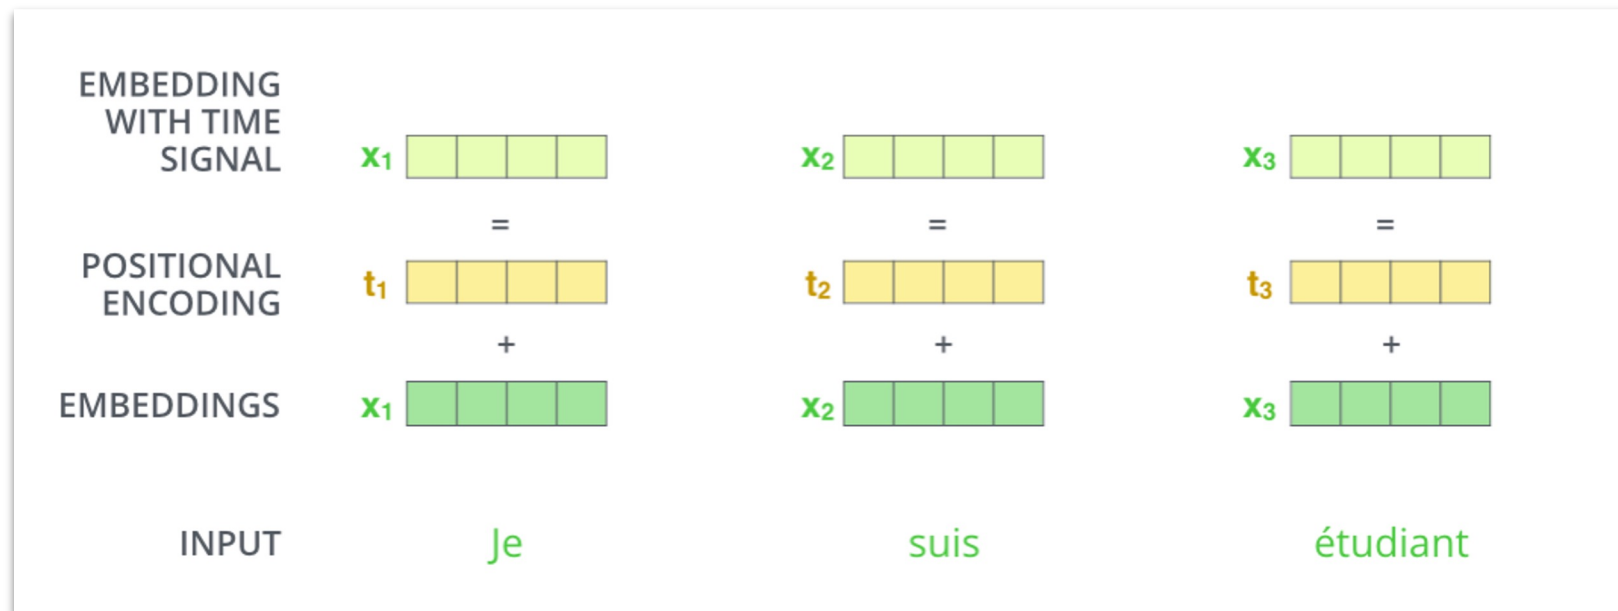 EMBEDDING
WITH TIME
SIGNAL
x1 x2 x3
= = =
POSITIONAL
ENCODING
t1 t2 t3
+ + +
EMBEDDINGS x1 x2 x3
INPUT Je suis étudiant